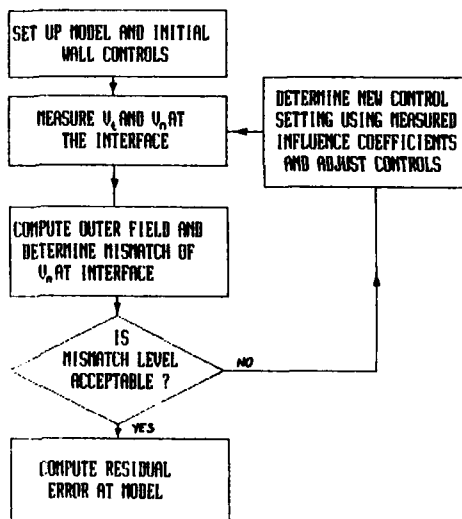 SET UP MODEL AND INITIAL
WALL CONTROLS
MEASURE Vt AND Vn AT
THE INTERFACE
DETERMINE NEW CONTROL
SETTING USING MEASURED
INFLUENCE COEFFICIENTS
AND ADJUST CONTROLS
COMPUTE OUTER FIELD AND
DETERMINE MISMATCH OF
Vn AT INTERFACE
IS
MISMATCH LEVEL
ACCEPTABLE ?
NO
YES
COMPUTE RESIDUAL
ERROR AT MODEL